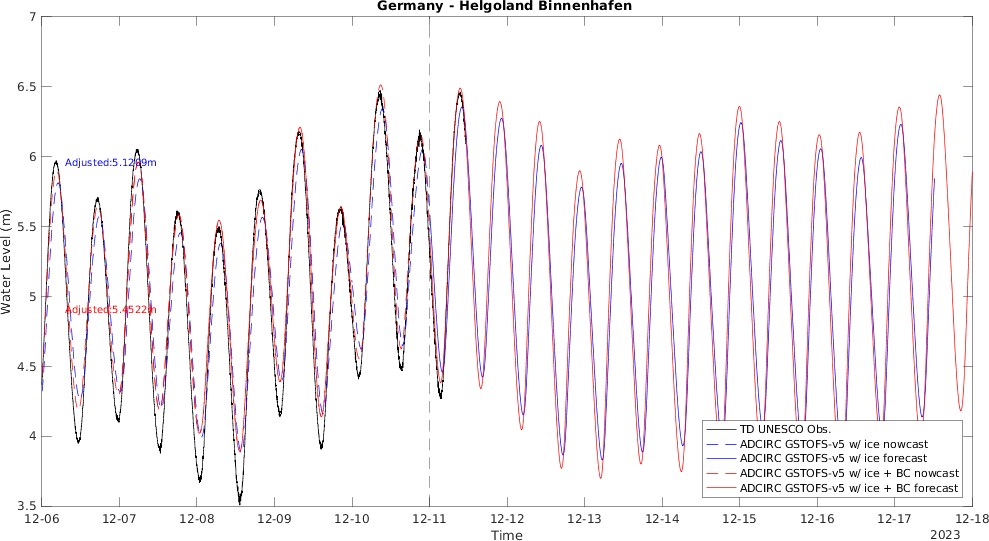 Germany - Helgoland Binnenhafen
7
6.5
6
5.5
5
4.5
4
3.5
Water Level (m)
Adjusted:5.1289m
Adjusted:5.4522m
TD UNESCO Obs.
ADCIRC GSTOFS-v5 w/ ice nowcast
ADCIRC GSTOFS-v5 w/ ice forecast
ADCIRC GSTOFS-v5 w/ ice + BC nowcast
ADCIRC GSTOFS-v5 w/ ice + BC forecast
12-06 12-07 12-08 12-09 12-10 12-11 12-12 12-13 12-14 12-15 12-16 12-17 12-18
Time
2023